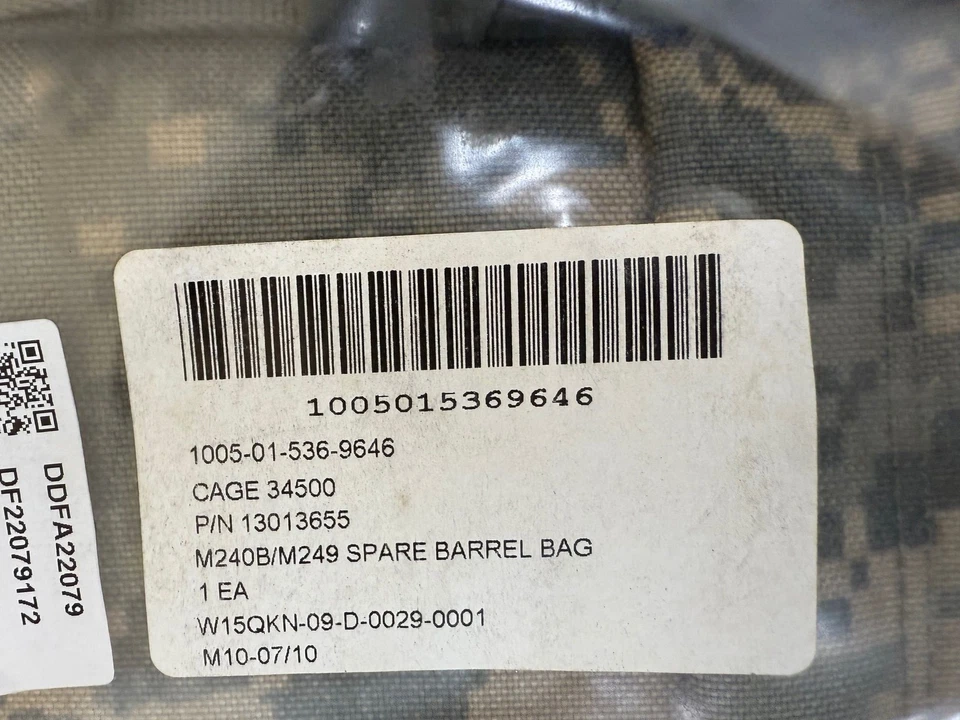 1005015369646
1005-01-536-9646
CAGE 34500
P/N 13013655
M240B/M249 SPARE BARREL BAG
1 EA
W15QKN-09-D-0029-0001
M10-07/10
DDFA22079
DF22079172